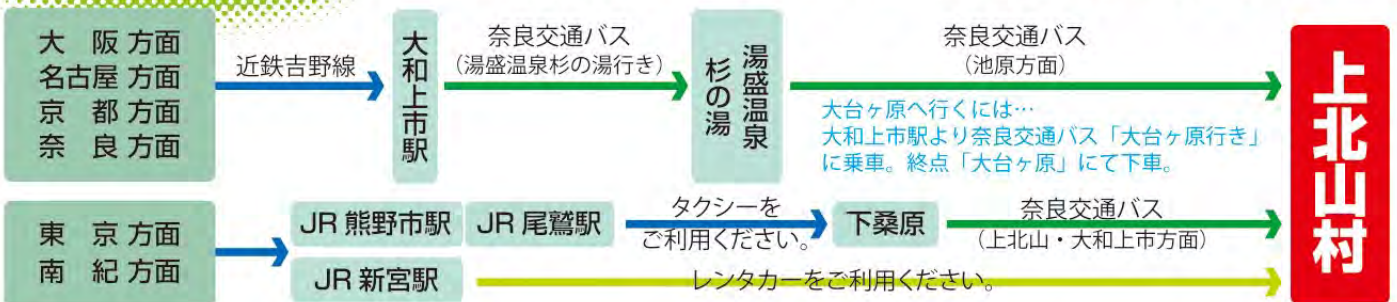 大 阪 方面
名古屋 方面
京 都 方面
奈 良 方面
近鉄吉野線
大和上市駅
奈良交通バス
（湯盛温泉杉の湯行き）
湯盛温泉
杉の湯
奈良交通バス
（池原方面）
大台ヶ原へ行くには…
大和上市駅より奈良交通バス「大台ヶ原行き」
に乗車。終点「大台ヶ原」にて下車。
東 京 方面
南 紀 方面
JR 熊野市駅
JR 尾鷲駅
タクシーを
ご利用ください。
下桑原
奈良交通バス
（上北山・大和上市方面）
JR 新宮駅
レンタカーをご利用ください。
上北山村